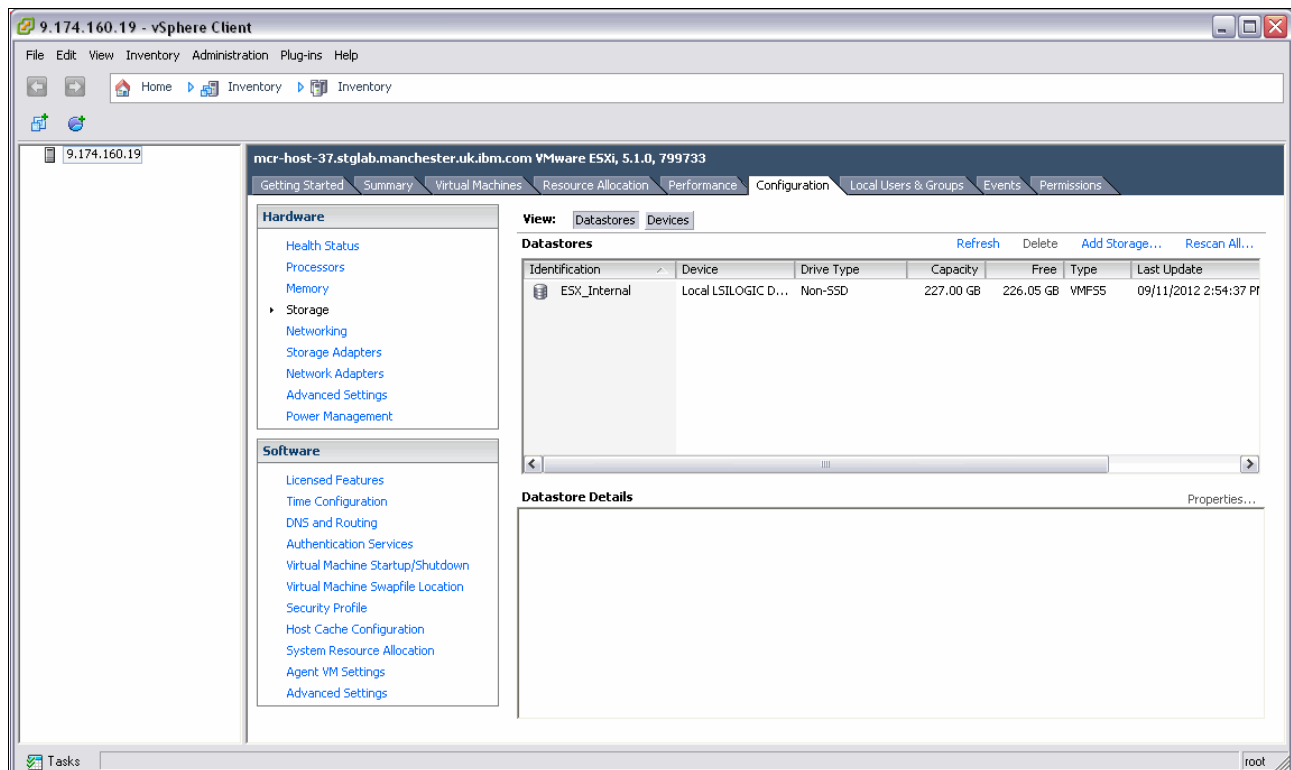 9.174.160.19 - vSphere Client
File Edit View Inventory Administration Plug-ins Help
Home Inventory Inventory
9.174.160.19
mcr-host-37.stglab.manchester.uk.ibm.com VMware ESXi, 5.1.0, 799733
Getting Started Summary Virtual Machines Resource Allocation Performance Configuration Local Users & Groups Events Permissions
Hardware
Health Status
Processors
Memory
Storage
Networking
Storage Adapters
Network Adapters
Advanced Settings
Power Management
Software
Licensed Features
Time Configuration
DNS and Routing
Authentication Services
Virtual Machine Startup/Shutdown
Virtual Machine Swapfile Location
Security Profile
Host Cache Configuration
System Resource Allocation
Agent VM Settings
Advanced Settings
View: Datastores Devices
Datastores Refresh Delete Add Storage... Rescan All...
Identification Device Drive Type Capacity Free Type Last Update
ESX_Internal Local LSILOGIC D... Non-SSD 227.00 GB 226.05 GB VMFS5 09/11/2012 2:54:37
Datastore Details Properties...
Tasks root